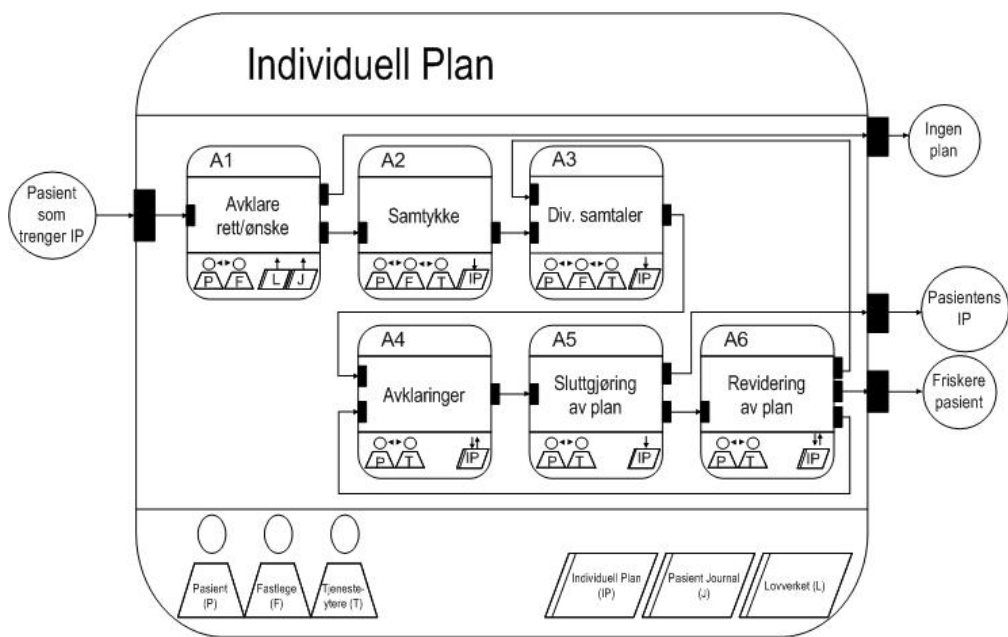 Individuell Plan
Ingen
plan
Pasient
som
trenger IP
A1
Avklare
rett/ønske
P F L J
A2
Samtykke
P F T IP
A3
Div. samtaler
P F T IP
A4
Avklaringer
P T IP
A5
Sluttgjøring
av plan
P T IP
A6
Revidering
av plan
P T IP
Pasientens
IP
Friskere
pasient
Pasient
(P)
Fastlege
(F)
Tjeneste-
ytere (T)
Individuell Plan
(IP)
Pasient Journal
(J)
Lovverket (L)